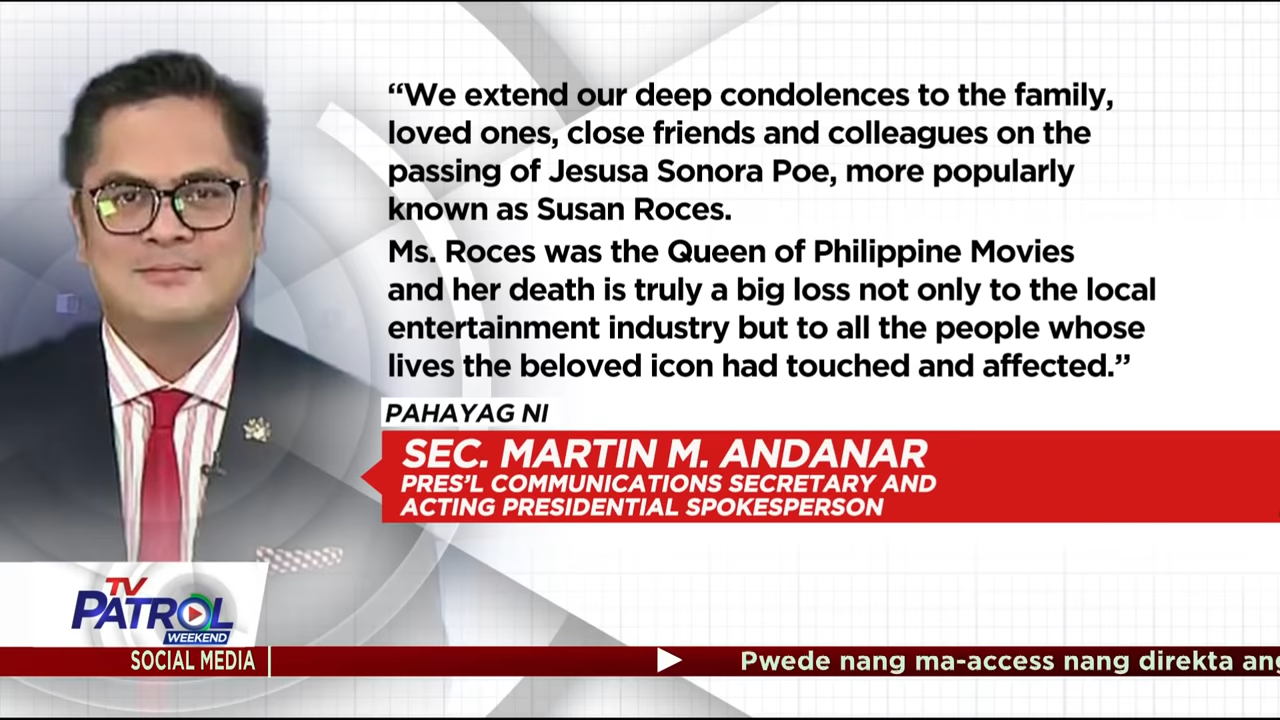 “We extend our deep condolences to the family,
loved ones, close friends and colleagues on the
passing of Jesusa Sonora Poe, more popularly
known as Susan Roces.
Ms. Roces was the Queen of Philippine Movies
and her death is truly a big loss not only to the local
entertainment industry but to all the people whose
lives the beloved icon had touched and affected.”
PAHAYAG NI
SEC. MARTIN M. ANDANAR
PRES’L COMMUNICATIONS SECRETARY AND
ACTING PRESIDENTIAL SPOKESPERSON
TV
PATROL
WEEKEND
SOCIAL MEDIA
Pwede nang ma-access nang direkta ang